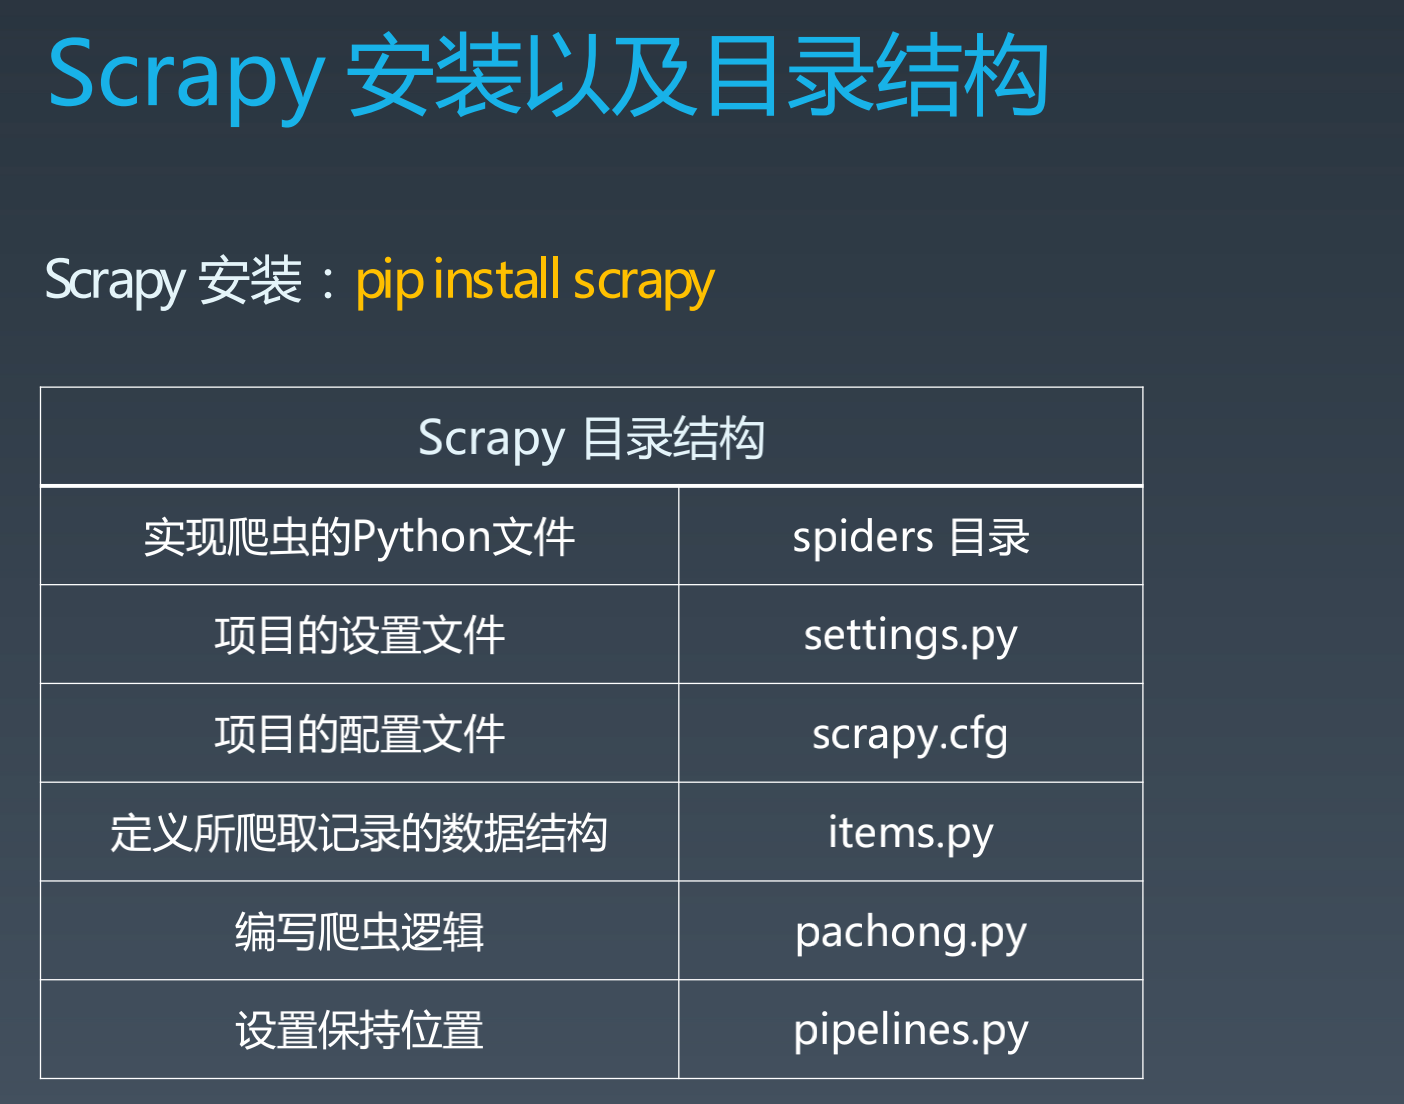 Scrapy 安装以及目录结构
Scrapy 安装：pip install scrapy
Scrapy 目录结构
实现爬虫的Python文件 spiders 目录
项目的设置文件 settings.py
项目的配置文件 scrapy.cfg
定义所爬取记录的数据结构 items.py
编写爬虫逻辑 pachong.py
设置保持位置 pipelines.py